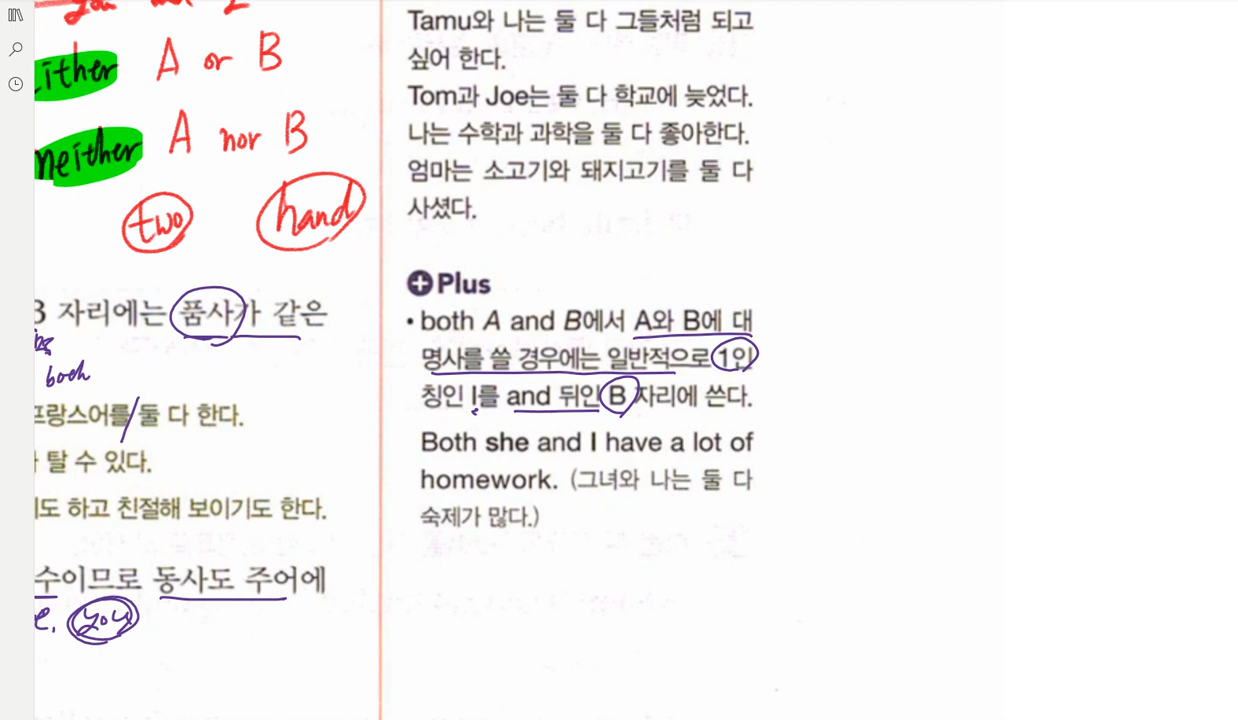 either A or B
neither A nor B
two hand
B 자리에는 품사가 같은
both
프랑스어를 둘 다 한다.
탈 수 있다.
도 하고 친절해 보이기도 한다.
수이므로 동사도 주어에
you
Tamu와 나는 둘 다 그들처럼 되고
싶어 한다.
Tom과 Joe는 둘 다 학교에 늦었다.
나는 수학과 과학을 둘 다 좋아한다.
엄마는 소고기와 돼지고기를 둘 다
사셨다.
Plus
• both A and B에서 A와 B에 대
명사를 쓸 경우에는 일반적으로 1인
칭인 I를 and 뒤인 B 자리에 쓴다.
Both she and I have a lot of
homework. (그녀와 나는 둘 다
숙제가 많다.)